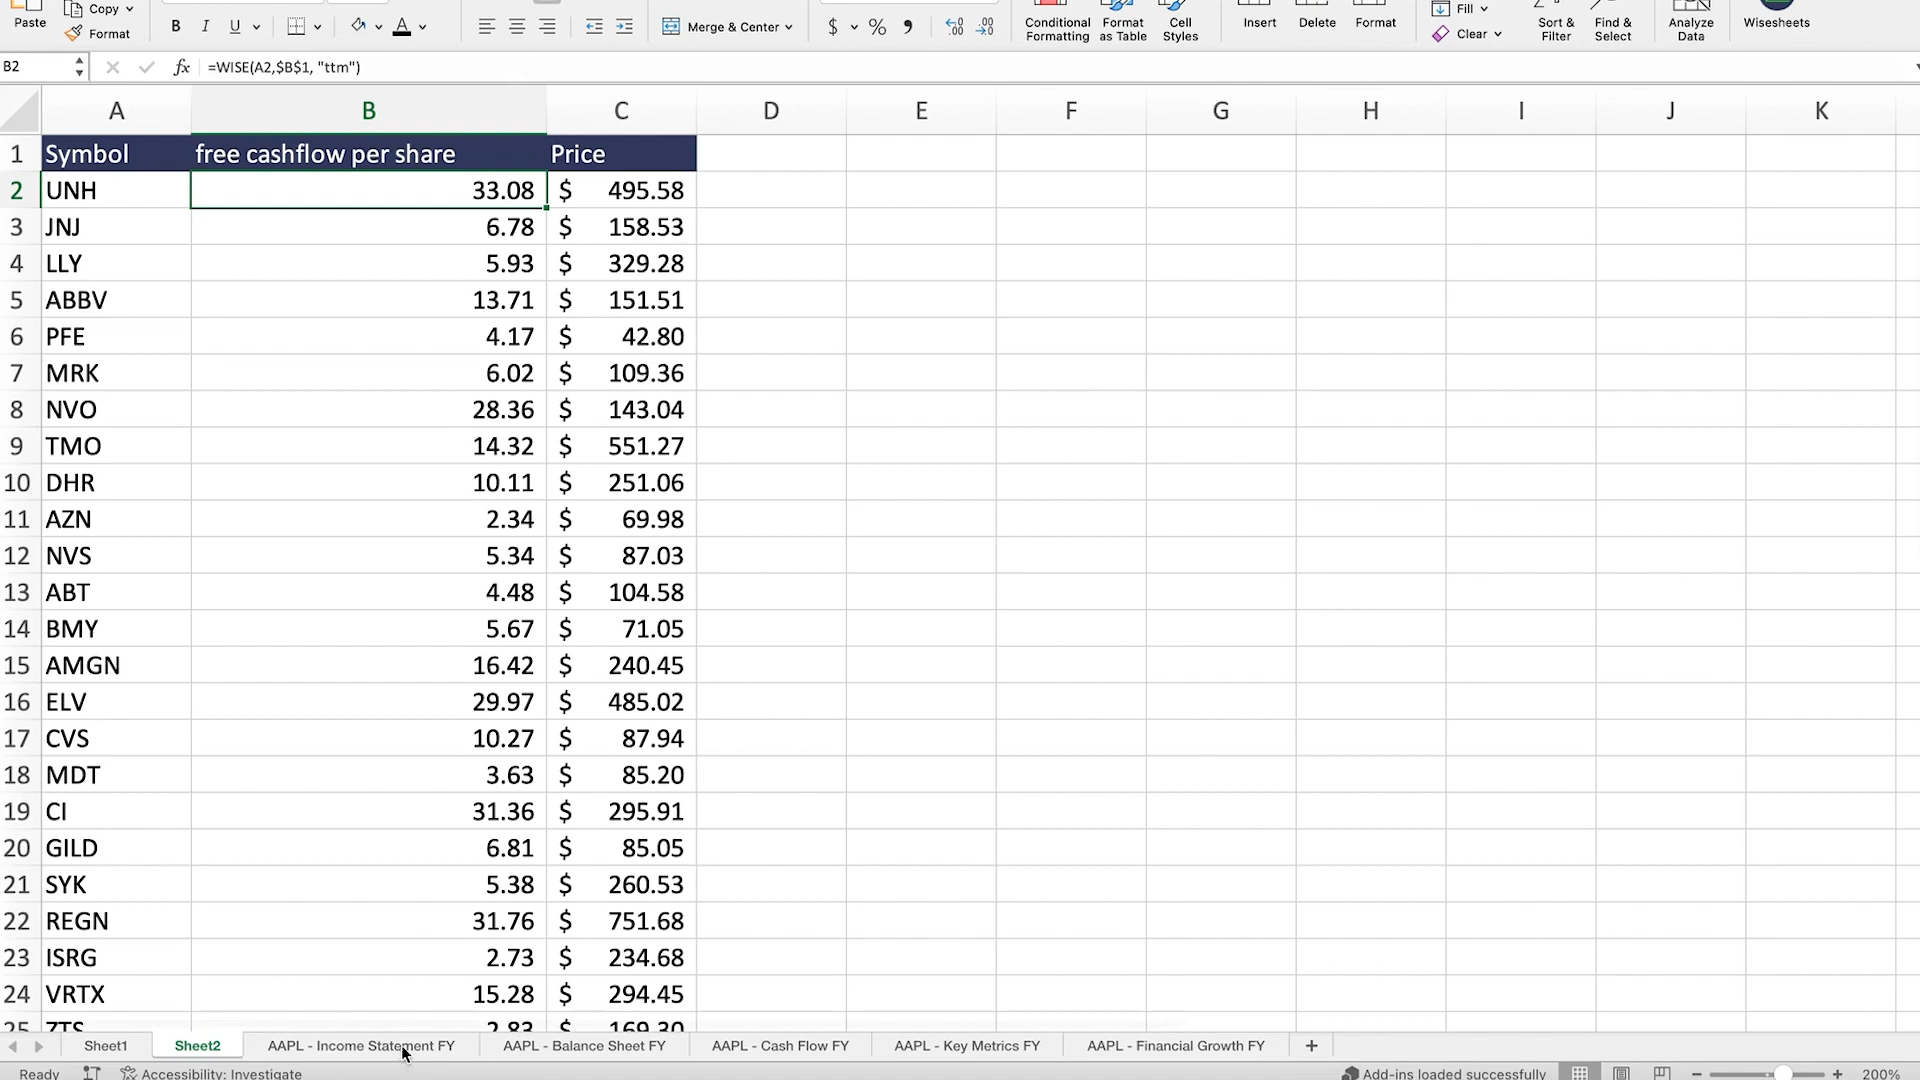 Paste Copy Format
B I U A
Merge & Center
$ % 9
Conditional Formatting
Format as Table
Cell Styles
Insert Delete Format
Fill
Clear
Sort & Filter
Find & Select
Analyze Data
Wisesheets
B2 fx =WISE(A2,$B$1, "ttm")
A B C D E F G H I J K
1 Symbol free cashflow per share Price
2 UNH 33.08 $ 495.58
3 JNJ 6.78 $ 158.53
4 LLY 5.93 $ 329.28
5 ABBV 13.71 $ 151.51
6 PFE 4.17 $ 42.80
7 MRK 6.02 $ 109.36
8 NVO 28.36 $ 143.04
9 TMO 14.32 $ 551.27
10 DHR 10.11 $ 251.06
11 AZN 2.34 $ 69.98
12 NVS 5.34 $ 87.03
13 ABT 4.48 $ 104.58
14 BMY 5.67 $ 71.05
15 AMGN 16.42 $ 240.45
16 ELV 29.97 $ 485.02
17 CVS 10.27 $ 87.94
18 MDT 3.63 $ 85.20
19 CI 31.36 $ 295.91
20 GILD 6.81 $ 85.05
21 SYK 5.38 $ 260.53
22 REGN 31.76 $ 751.68
23 ISRG 2.73 $ 234.68
24 VRTX 15.28 $ 294.45
25 ZTS 2.83 $ 169.30
Sheet1 Sheet2 AAPL - Income Statement FY AAPL - Balance Sheet FY AAPL - Cash Flow FY AAPL - Key Metrics FY AAPL - Financial Growth FY +
Ready Accessibility: Investigate Add-ins loaded successfully - + 200%